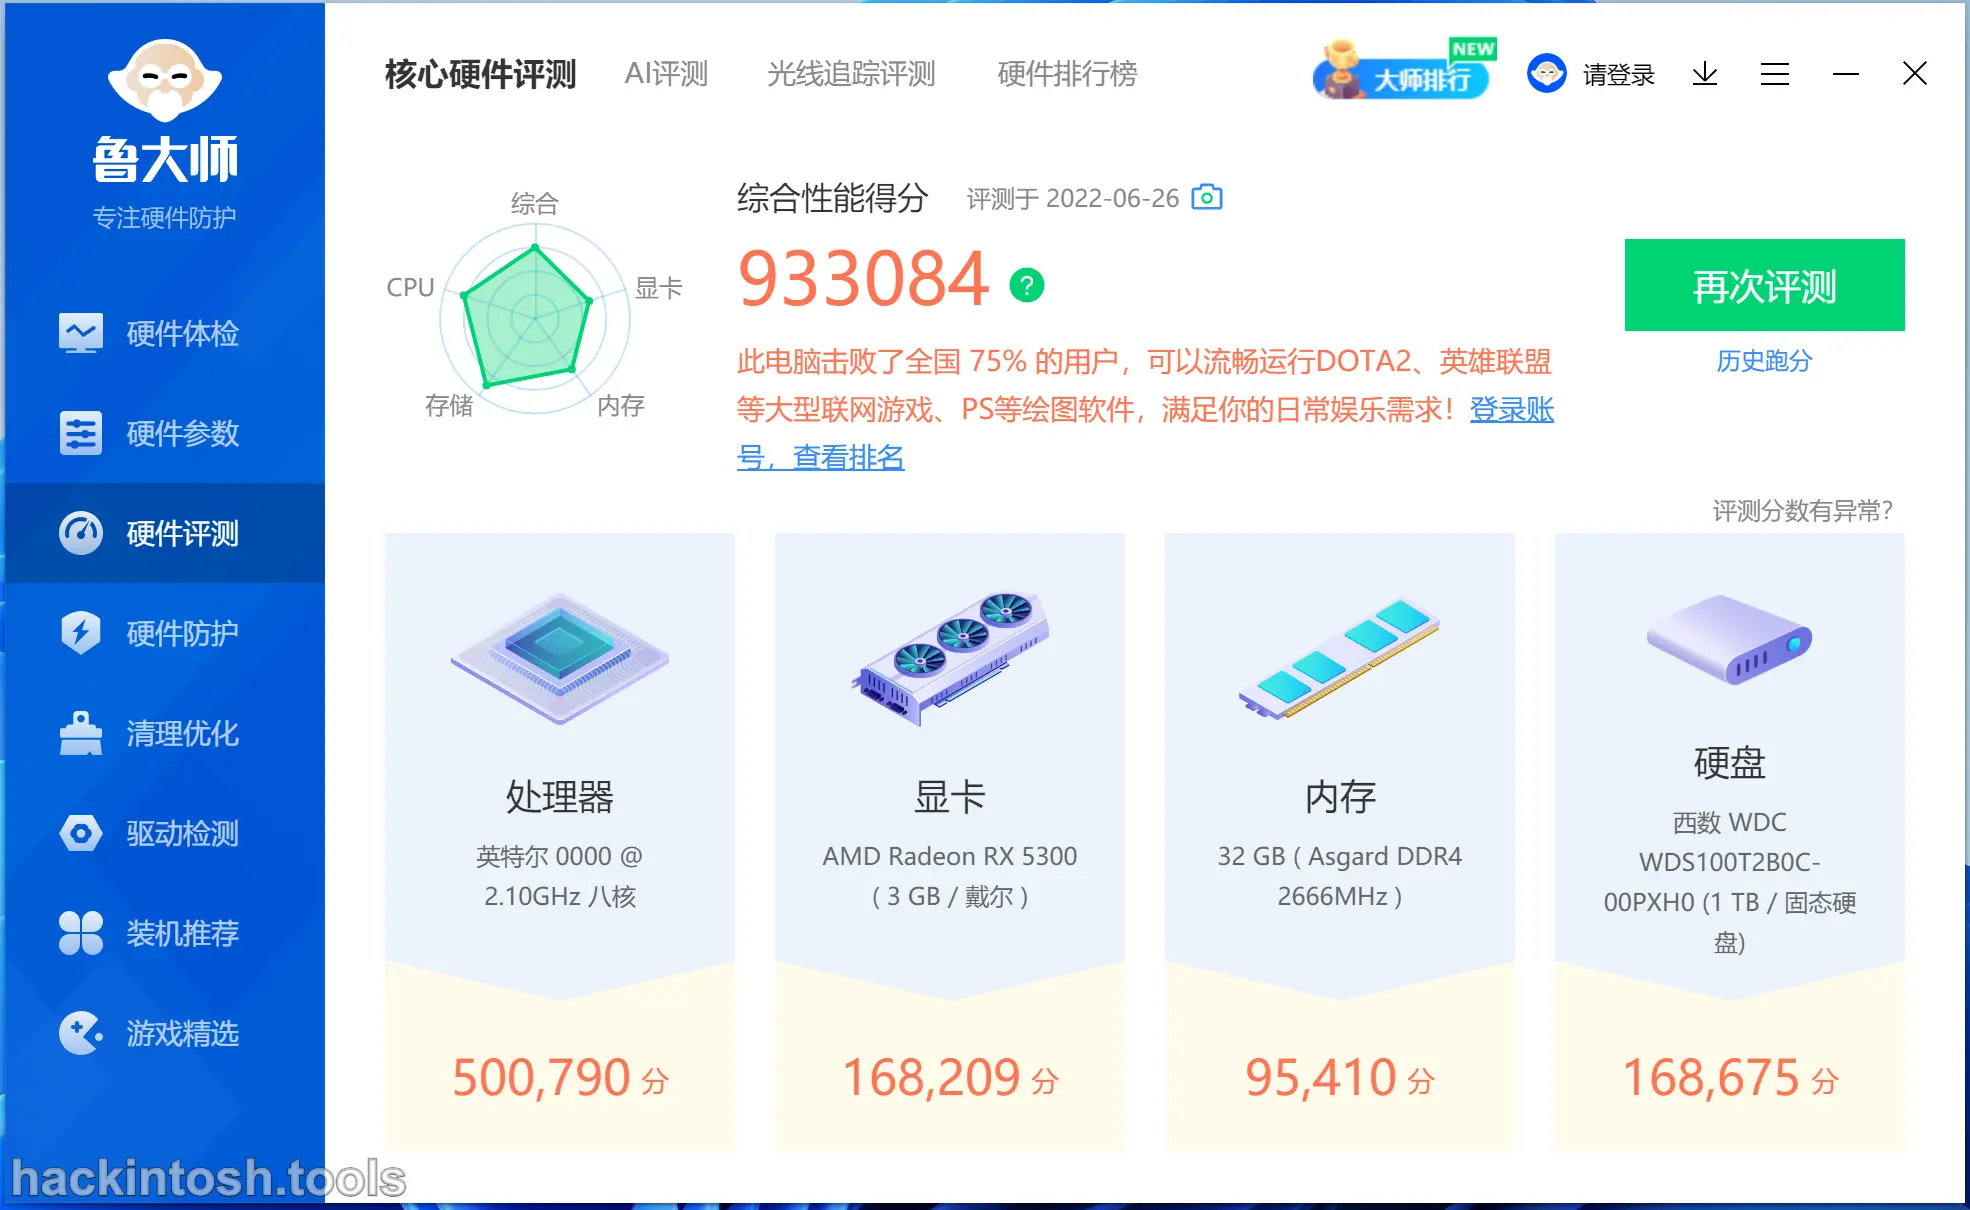 鲁大师
专注硬件防护
硬件体检
硬件参数
硬件评测
硬件防护
清理优化
驱动检测
装机推荐
游戏精选
核心硬件评测 AI评测 光线追踪评测 硬件排行榜
大师排行 NEW
请登录
综合
CPU
显卡
存储
内存
综合性能得分 评测于 2022-06-26
933084 ?
此电脑击败了全国 75% 的用户，可以流畅运行DOTA2、英雄联盟
等大型联网游戏、PS等绘图软件，满足你的日常娱乐需求！登录账
号，查看排名
再次评测
历史跑分
评测分数有异常?
处理器
英特尔 0000 @
2.10GHz 八核
500,790 分
显卡
AMD Radeon RX 5300
( 3 GB / 戴尔 )
168,209 分
内存
32 GB ( Asgard DDR4
2666MHz )
95,410 分
硬盘
西数 WDC
WDS100T2B0C-
00PXH0 (1 TB / 固态硬
盘)
168,675 分
hackintosh.tools